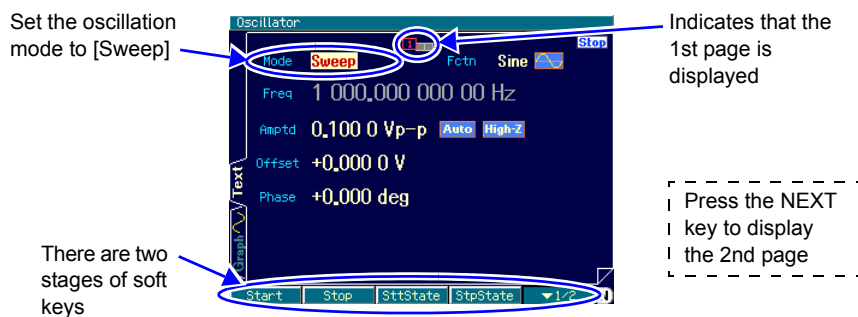 Set the oscillation
mode to [Sweep]
Indicates that the
1st page is
displayed
Oscillator
1
Stop
Mode Sweep Fctn Sine
Freq 1 000.000 000 00 Hz
Amptd 0.100 0 Vp-p Auto High-Z
Offset +0.000 0 V
Phase +0.000 deg
Text
Graph
Press the NEXT
key to display
the 2nd page
There are two
stages of soft
keys
Start Stop SttState StpState ▼1/2